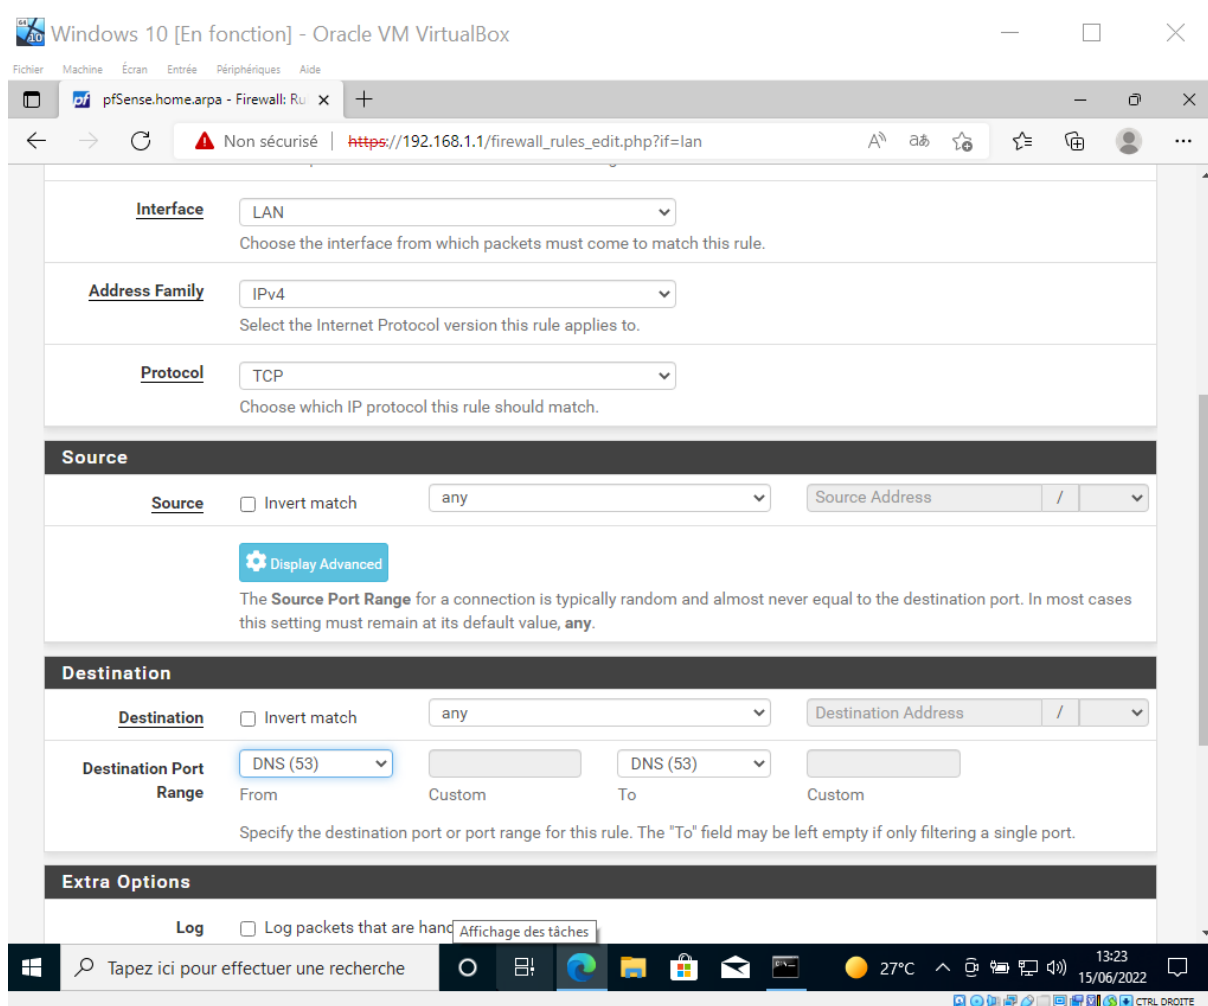 Windows 10 [En fonction] - Oracle VM VirtualBox
Fichier Machine Écran Entrée Périphériques Aide
pfSense.home.arpa - Firewall: Ru
Non sécurisé https://192.168.1.1/firewall_rules_edit.php?if=lan
Interface LAN
Choose the interface from which packets must come to match this rule.
Address Family IPv4
Select the Internet Protocol version this rule applies to.
Protocol TCP
Choose which IP protocol this rule should match.
Source
Source Invert match any Source Address /
Display Advanced
The Source Port Range for a connection is typically random and almost never equal to the destination port. In most cases
this setting must remain at its default value, any.
Destination
Destination Invert match any Destination Address /
Destination Port Range DNS (53) DNS (53)
From Custom To Custom
Specify the destination port or port range for this rule. The "To" field may be left empty if only filtering a single port.
Extra Options
Log Log packets that are hand
Affichage des tâches
Tapez ici pour effectuer une recherche 27°C 13:23
15/06/2022
CTRL DROITE